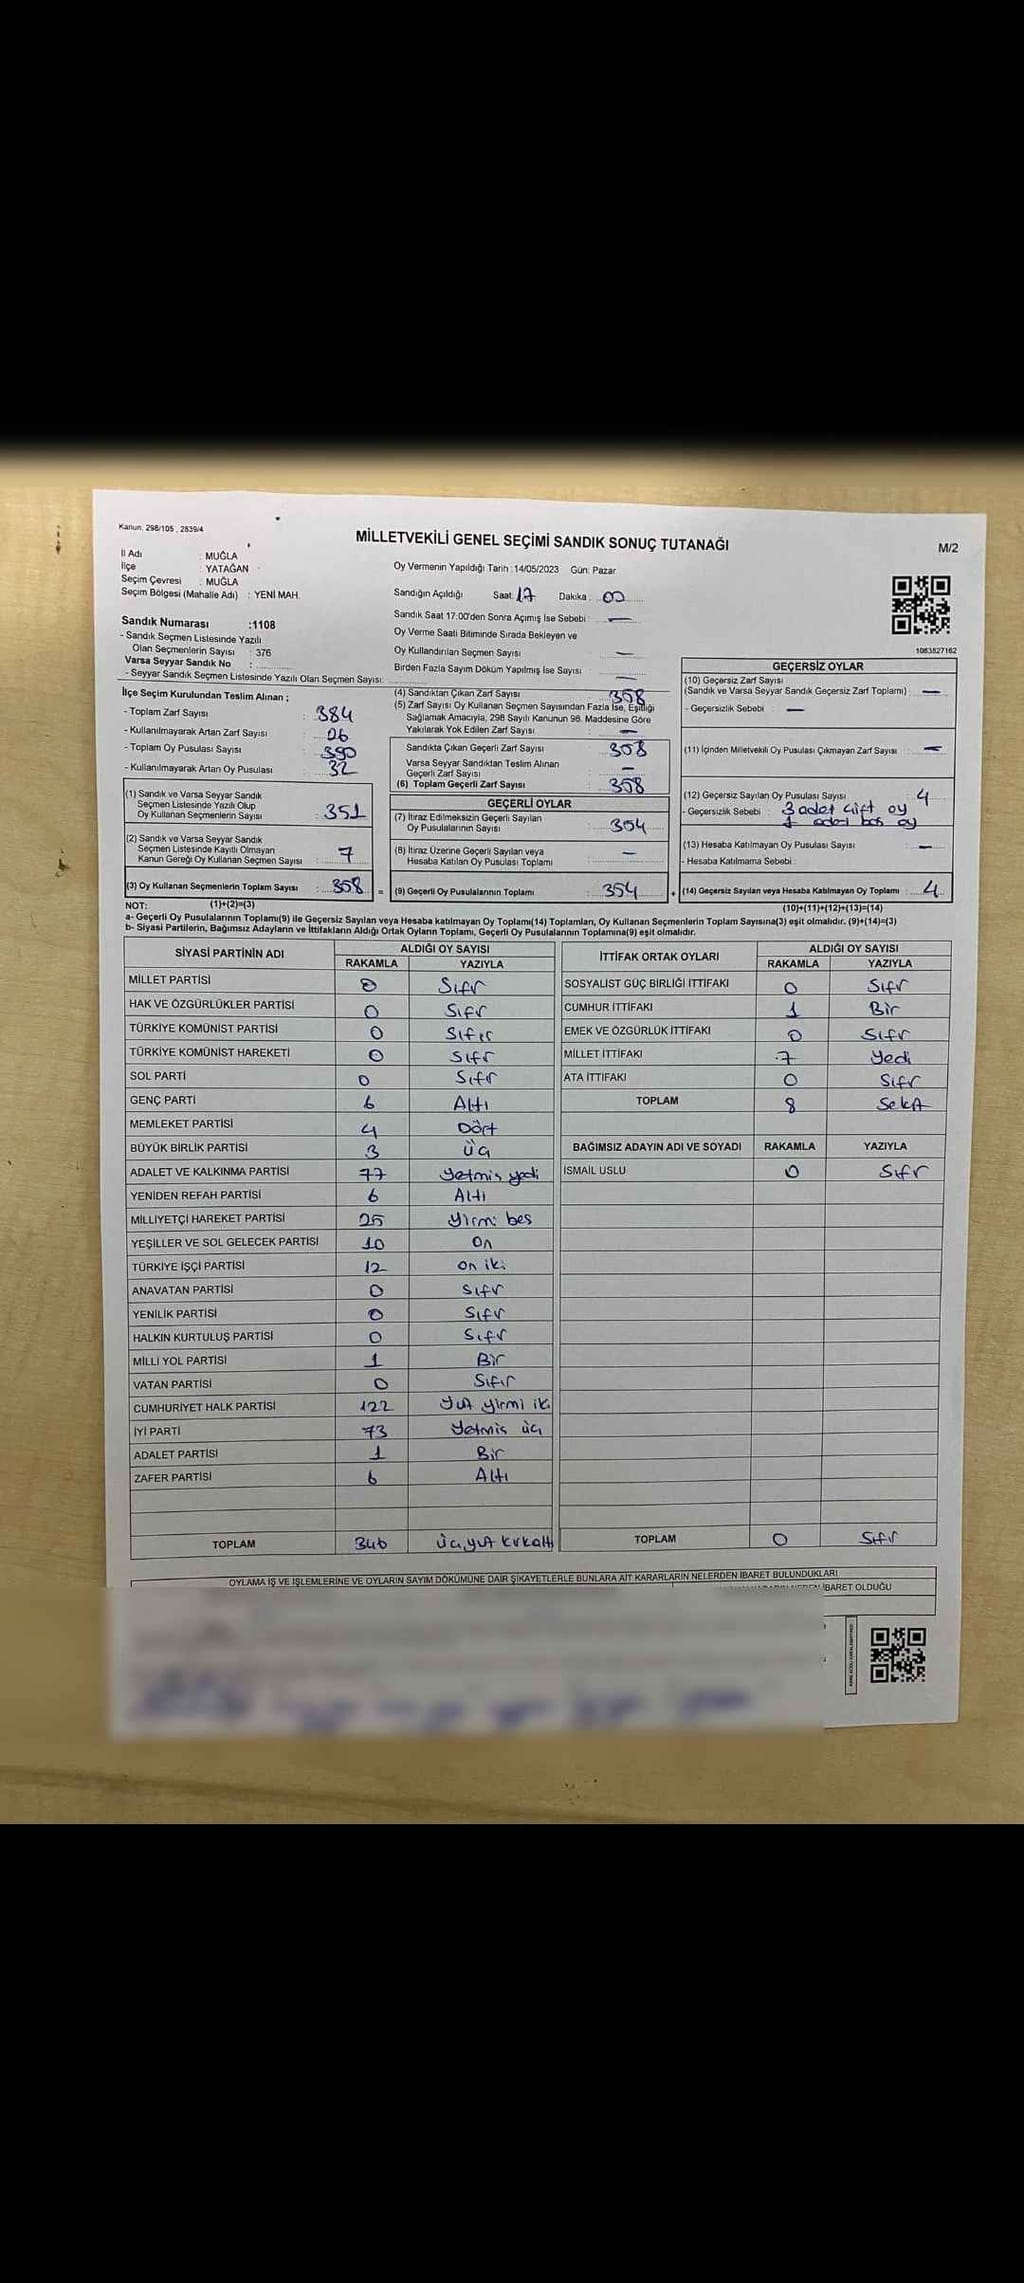 Kanun, 298/105 , 2839/4
MİLLETVEKİLİ GENEL SEÇİMİ SANDIK SONUÇ TUTANAĞI
M/2
İl Adı : MUĞLA
İlçe : YATAĞAN
Seçim Çevresi : MUĞLA
Seçim Bölgesi (Mahalle Adı) : YENİ MAH.
Oy Vermenin Yapıldığı Tarih :14/05/2023 Gün: Pazar
Sandığın Açıldığı Saat: 17 Dakika : 00
Sandık Saat 17:00'den Sonra Açımış İse Sebebi : —
Oy Verme Saati Bitiminde Sırada Bekleyen ve
Oy Kullandırılan Seçmen Sayısı —
Birden Fazla Sayım Döküm Yapılmış İse Sayısı : —
Sandık Numarası :1108
- Sandık Seçmen Listesinde Yazılı
Olan Seçmenlerin Sayısı : 376
Varsa Seyyar Sandık No :
- Seyyar Sandık Seçmen Listesinde Yazılı Olan Seçmen Sayısı:
1083827162
İlçe Seçim Kurulundan Teslim Alınan ;
- Toplam Zarf Sayısı : 384
- Kullanılmayarak Artan Zarf Sayısı : 26
- Toplam Oy Pusulası Sayısı : 390
- Kullanılmayarak Artan Oy Pusulası : 32
(1) Sandık ve Varsa Seyyar Sandık
Seçmen Listesinde Yazılı Olup
Oy Kullanan Seçmenlerin Sayısı : 351
(2) Sandık ve Varsa Seyyar Sandık
Seçmen Listesinde Kayıtlı Olmayan
Kanun Gereği Oy Kullanan Seçmen Sayısı : 7
(3) Oy Kullanan Seçmenlerin Toplam Sayısı : 358 =
(4) Sandıktan Çıkan Zarf Sayısı : 358
(5) Zarf Sayısı Oy Kullanan Seçmen Sayısından Fazla İse, Eşitliği
Sağlamak Amacıyla, 298 Sayılı Kanunun 98. Maddesine Göre
Yakılarak Yok Edilen Zarf Sayısı : —
Sandıkta Çıkan Geçerli Zarf Sayısı : 358
Varsa Seyyar Sandıktan Teslim Alınan
Geçerli Zarf Sayısı : —
(6) Toplam Geçerli Zarf Sayısı : 358
GEÇERLİ OYLAR
(7) İtiraz Edilmeksizin Geçerli Sayılan
Oy Pusulalarının Sayısı : 354
(8) İtiraz Üzerine Geçerli Sayılan veya
Hesaba Katılan Oy Pusulası Toplamı : —
(9) Geçerli Oy Pusulalarının Toplamı : 354 +
GEÇERSİZ OYLAR
(10) Geçersiz Zarf Sayısı
(Sandık ve Varsa Seyyar Sandık Geçersiz Zarf Toplamı) : —
- Geçersizlik Sebebi : —
(11) İçinden Milletvekili Oy Pusulası Çıkmayan Zarf Sayısı : —
(12) Geçersiz Sayılan Oy Pusulası Sayısı : 4
- Geçersizlik Sebebi : 3 adet çift oy
1 adet boş oy
(13) Hesaba Katılmayan Oy Pusulası Sayısı : —
- Hesaba Katılmama Sebebi :
(14) Geçersiz Sayılan veya Hesaba Katılmayan Oy Toplamı : 4
NOT: (1)+(2)=(3)
(10)+(11)+(12)+(13)=(14)
a- Geçerli Oy Pusulalarının Toplamı(9) ile Geçersiz Sayılan veya Hesaba katılmayan Oy Toplamı(14) Toplamları, Oy Kullanan Seçmenlerin Toplam Sayısına(3) eşit olmalıdır. (9)+(14)=(3)
b- Siyasi Partilerin, Bağımsız Adayların ve İttifakların Aldığı Ortak Oyların Toplamı, Geçerli Oy Pusulalarının Toplamına(9) eşit olmalıdır.
SİYASİ PARTİNİN ADI ALDIĞI OY SAYISI
RAKAMLA YAZIYLA
MİLLET PARTİSİ 0 Sıfır
HAK VE ÖZGÜRLÜKLER PARTİSİ 0 Sıfır
TÜRKİYE KOMÜNİST PARTİSİ 0 Sıfır
TÜRKİYE KOMÜNİST HAREKETİ 0 Sıfır
SOL PARTİ 0 Sıfır
GENÇ PARTİ 6 Altı
MEMLEKET PARTİSİ 4 Dört
BÜYÜK BİRLİK PARTİSİ 3 Üç
ADALET VE KALKINMA PARTİSİ 77 Yetmiş yedi
YENİDEN REFAH PARTİSİ 6 Altı
MİLLİYETÇİ HAREKET PARTİSİ 25 Yirmi beş
YEŞİLLER VE SOL GELECEK PARTİSİ 10 On
TÜRKİYE İŞÇİ PARTİSİ 12 On iki
ANAVATAN PARTİSİ 0 Sıfır
YENİLİK PARTİSİ 0 Sıfır
HALKIN KURTULUŞ PARTİSİ 0 Sıfır
MİLLİ YOL PARTİSİ 1 Bir
VATAN PARTİSİ 0 Sıfır
CUMHURİYET HALK PARTİSİ 122 Yüz yirmi iki
İYİ PARTİ 73 Yetmiş üç
ADALET PARTİSİ 1 Bir
ZAFER PARTİSİ 6 Altı
TOPLAM 346 Üç yüz kırkaltı
İTTİFAK ORTAK OYLARI ALDIĞI OY SAYISI
RAKAMLA YAZIYLA
SOSYALİST GÜÇ BİRLİĞİ İTTİFAKI 0 Sıfır
CUMHUR İTTİFAKI 1 Bir
EMEK VE ÖZGÜRLÜK İTTİFAKI 0 Sıfır
MİLLET İTTİFAKI 7 Yedi
ATA İTTİFAKI 0 Sıfır
TOPLAM 8 Sekiz
BAĞIMSIZ ADAYIN ADI VE SOYADI RAKAMLA YAZIYLA
İSMAİL USLU 0 Sıfır
TOPLAM 0 Sıfır
OYLAMA İŞ VE İŞLEMLERİNE VE OYLARIN SAYIM DÖKÜMÜNE DAİR ŞİKAYETLERLE BUNLARA AİT KARARLARIN NELERDEN İBARET BULUNDUKLARI
İBARET OLDUĞU